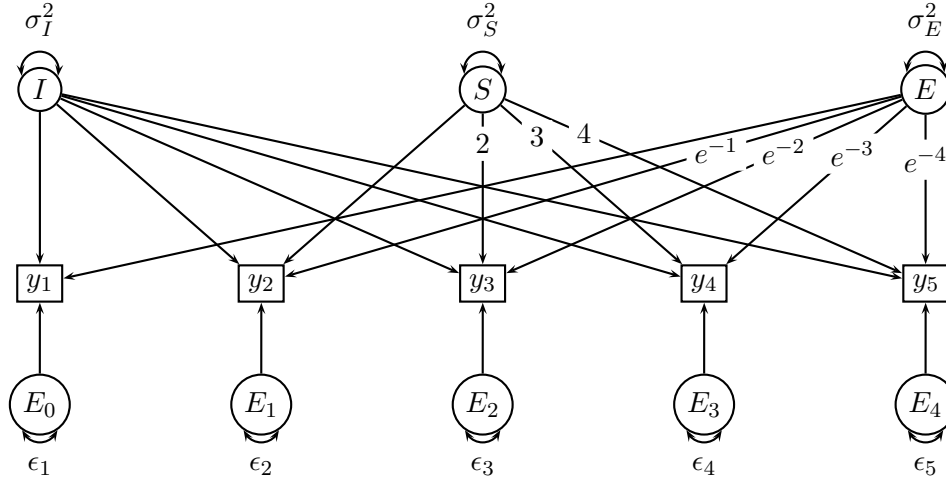 σ_I^2 σ_S^2 σ_E^2
I S E
2 3 4 e^{-1} e^{-2} e^{-3} e^{-4}
y_1 y_2 y_3 y_4 y_5
E_0 E_1 E_2 E_3 E_4
ϵ_1 ϵ_2 ϵ_3 ϵ_4 ϵ_5